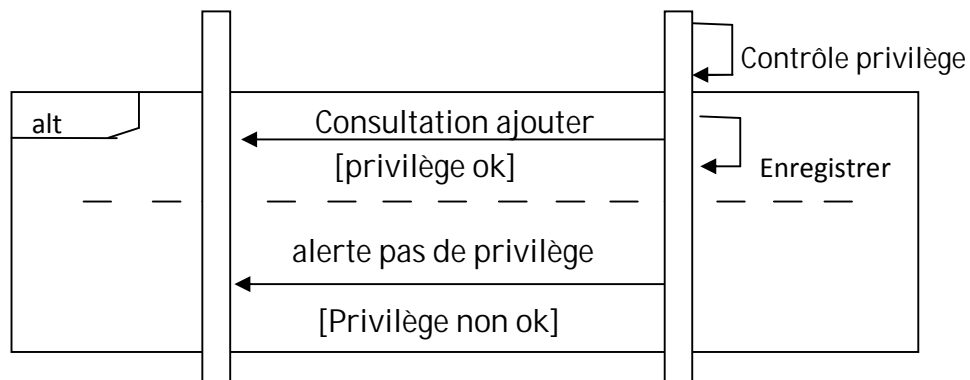 Contrôle privilège
alt
Consultation ajouter
[privilège ok]
Enregistrer
alerte pas de privilège
[Privilège non ok]